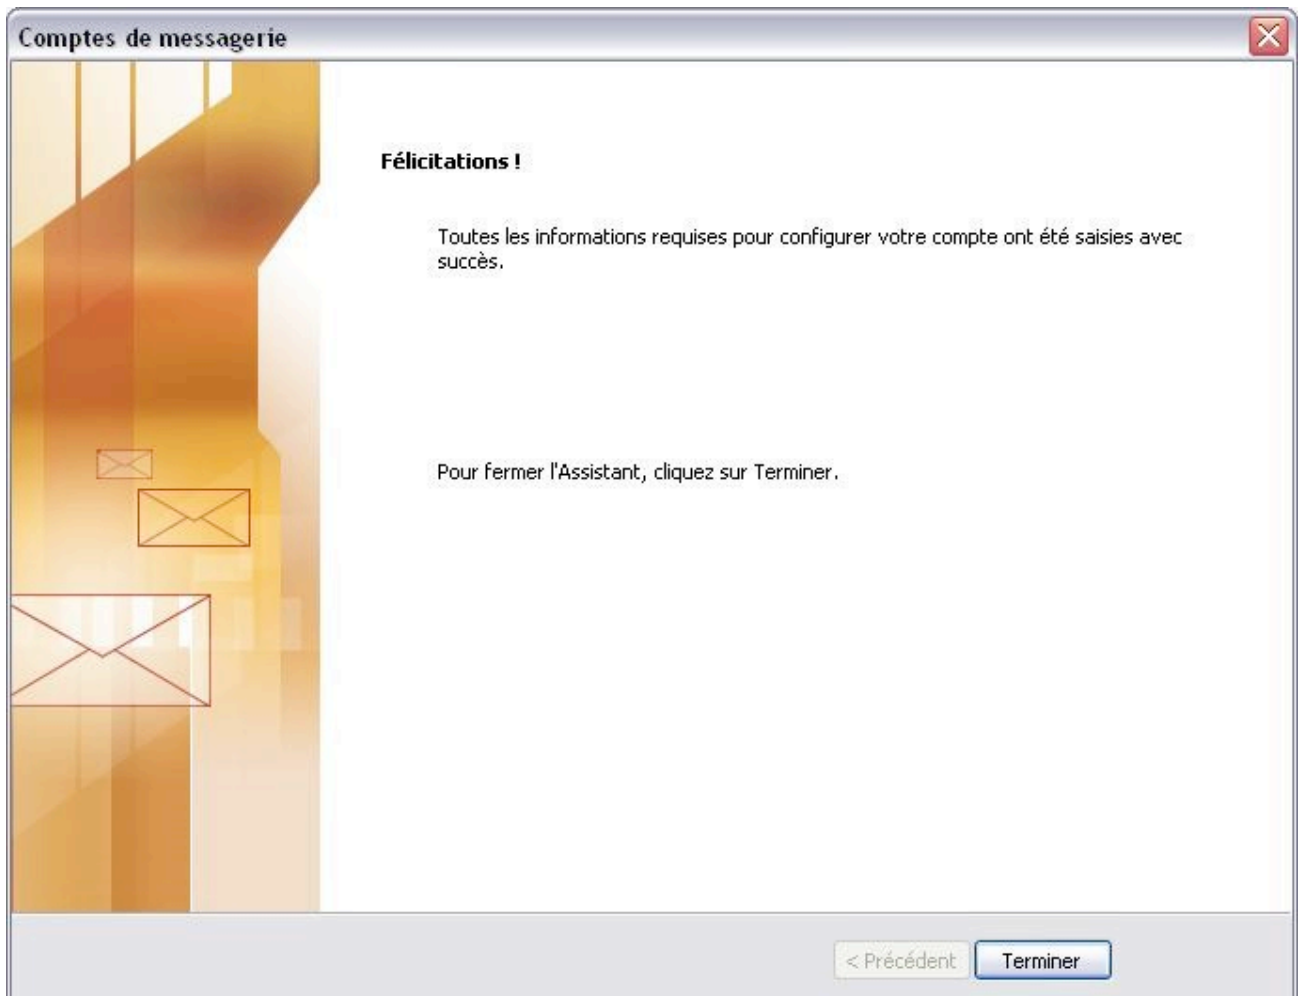 Comptes de messagerie
Félicitations !
Toutes les informations requises pour configurer votre compte ont été saisies avec
succès.
Pour fermer l'Assistant, cliquez sur Terminer.
< Précédent
Terminer